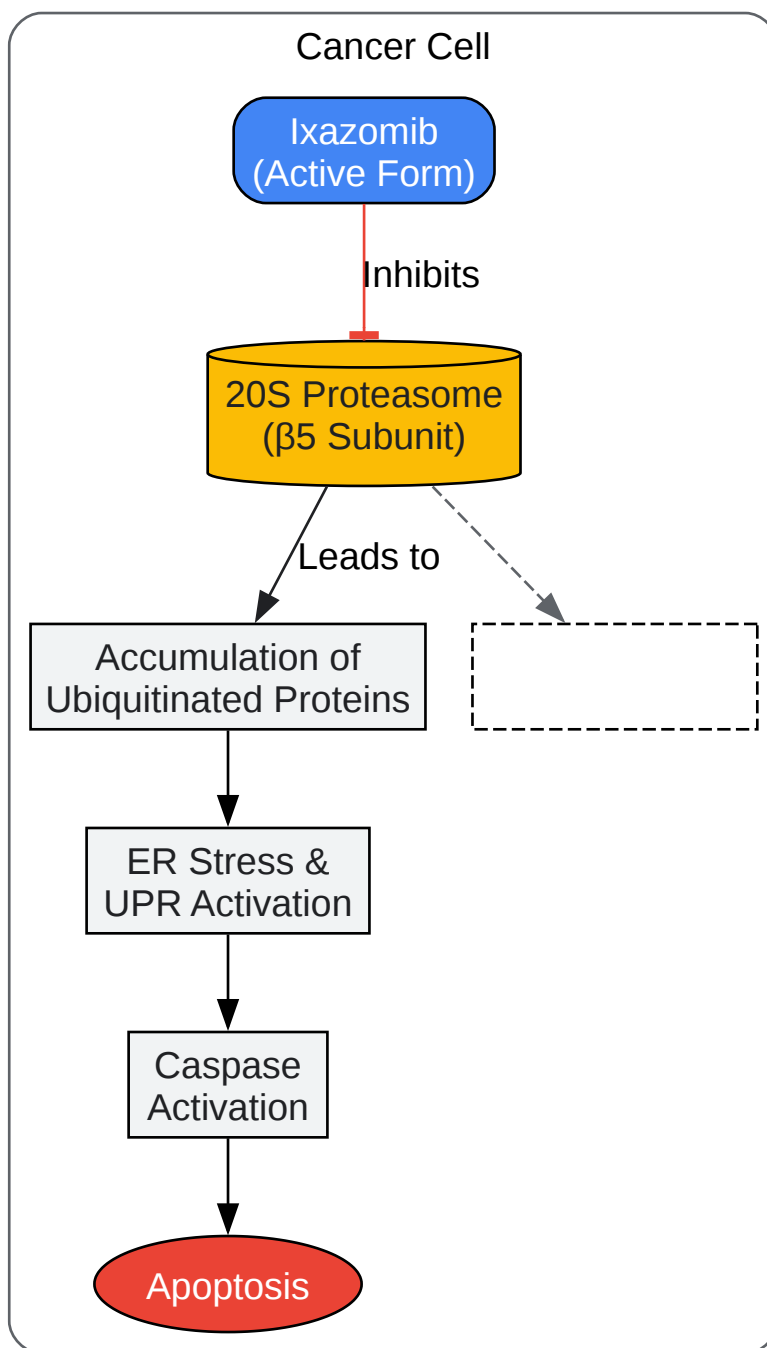 Cancer Cell
Ixazomib
(Active Form)
Inhibits
20S Proteasome
(β5 Subunit)
Leads to
Accumulation of
Ubiquitinated Proteins
ER Stress &
UPR Activation
Caspase
Activation
Apoptosis